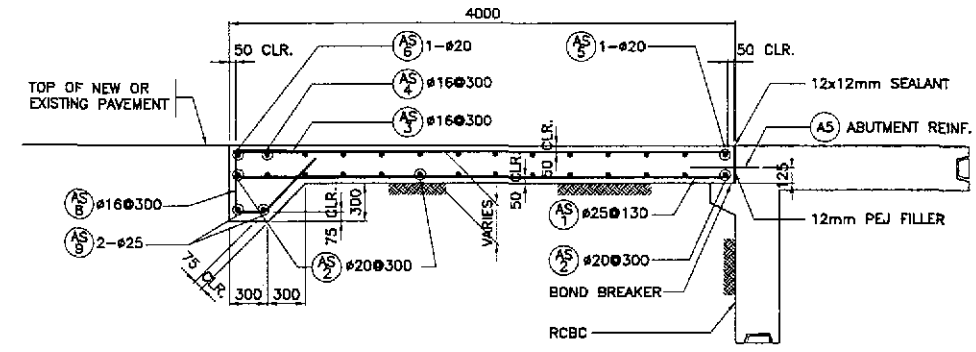 4000
50 CLR.
AS 6 1-ø20
AS 5 1-ø20
50 CLR.
TOP OF NEW OR
EXISTING PAVEMENT
AS 4 ø16@300
12x12mm SEALANT
AS 3 ø16@300
A5 ABUTMENT REINF.
50 CLR.
125
AS ø16@300
75 CLR.
300
VARIES
50 CLR.
AS 1 ø25@130
12mm PEJ FILLER
AS 9 2-ø25
75 CLR.
AS 2 ø20@300
AS 2 ø20@300
300
300
BOND BREAKER
RCBC